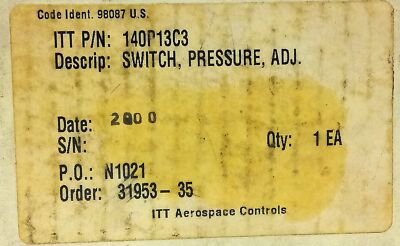 Code Ident. 98087 U.S.
ITT P/N: 140P13C3
Descrip: SWITCH, PRESSURE, ADJ.
Date: 2000
S/N: Qty: 1 EA
P.O.: N1021
Order: 31953-35
ITT Aerospace Controls